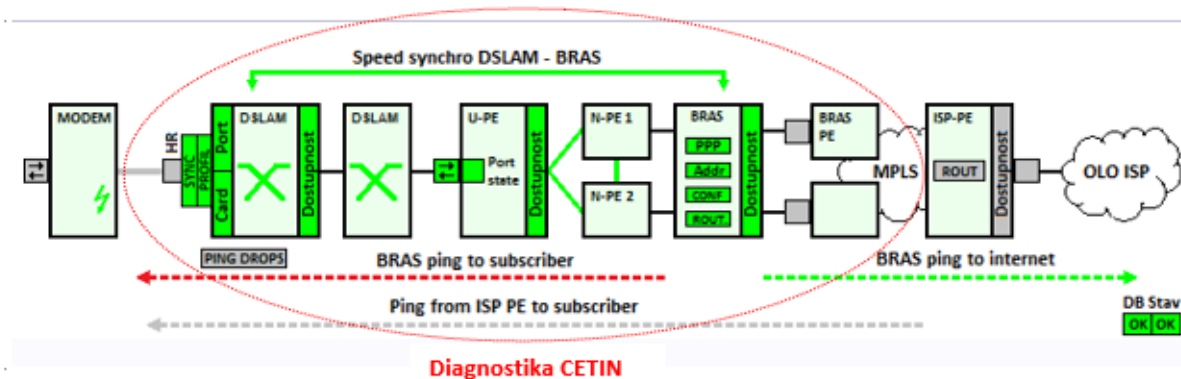 Speed synchro DSLAM - BRAS
MODEM
HR
SYNC
PROFIL
Port
Card
DSLAM
Dostupnost
DSLAM
U-PE
Port
state
Dostupnost
N-PE 1
N-PE 2
BRAS
PPP
Addr
CONF
ROUT
Dostupnost
BRAS
PE
MPLS
ISP-PE
ROUT
Dostupnost
OLO ISP
PING DROPS
BRAS ping to subscriber
BRAS ping to internet
Ping from ISP PE to subscriber
DB Stav
OK OK
Diagnostika CETIN